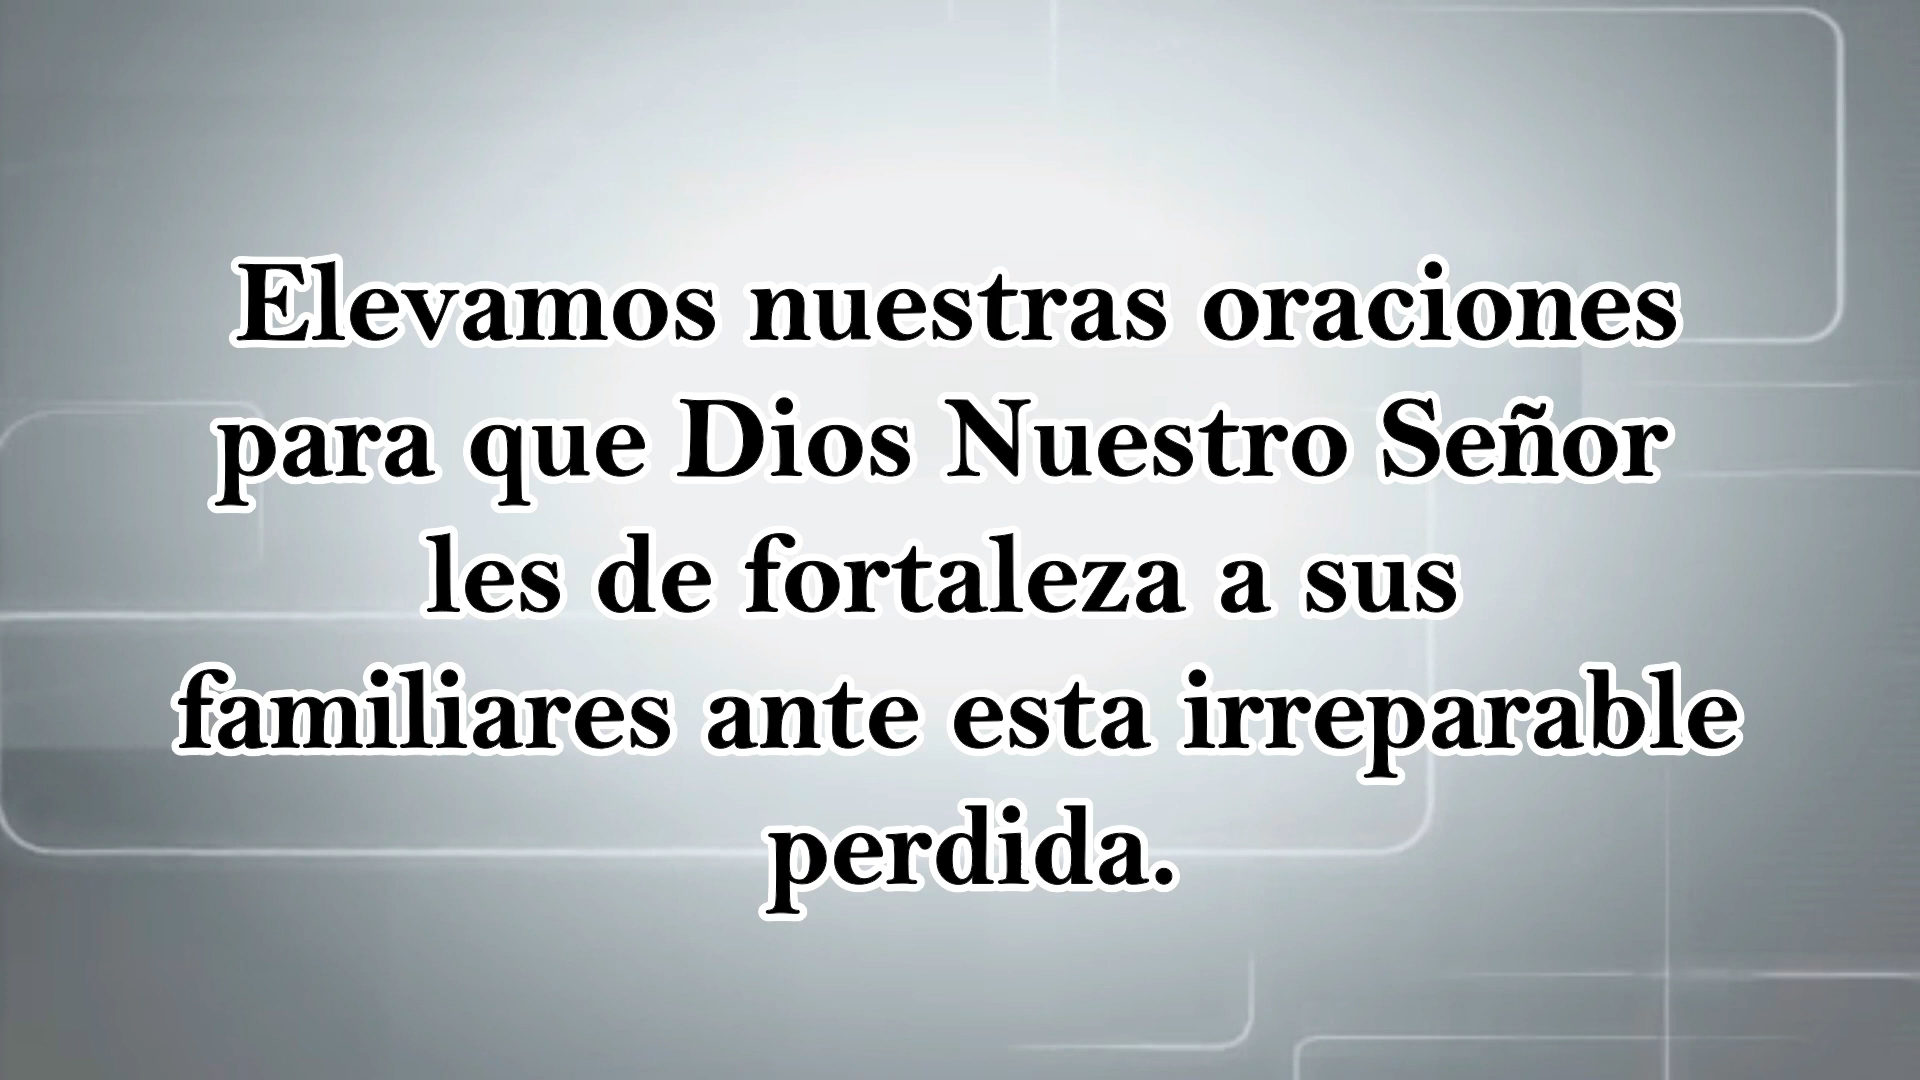 Elevamos nuestras oraciones
para que Dios Nuestro Señor
les de fortaleza a sus
familiares ante esta irreparable
perdida.